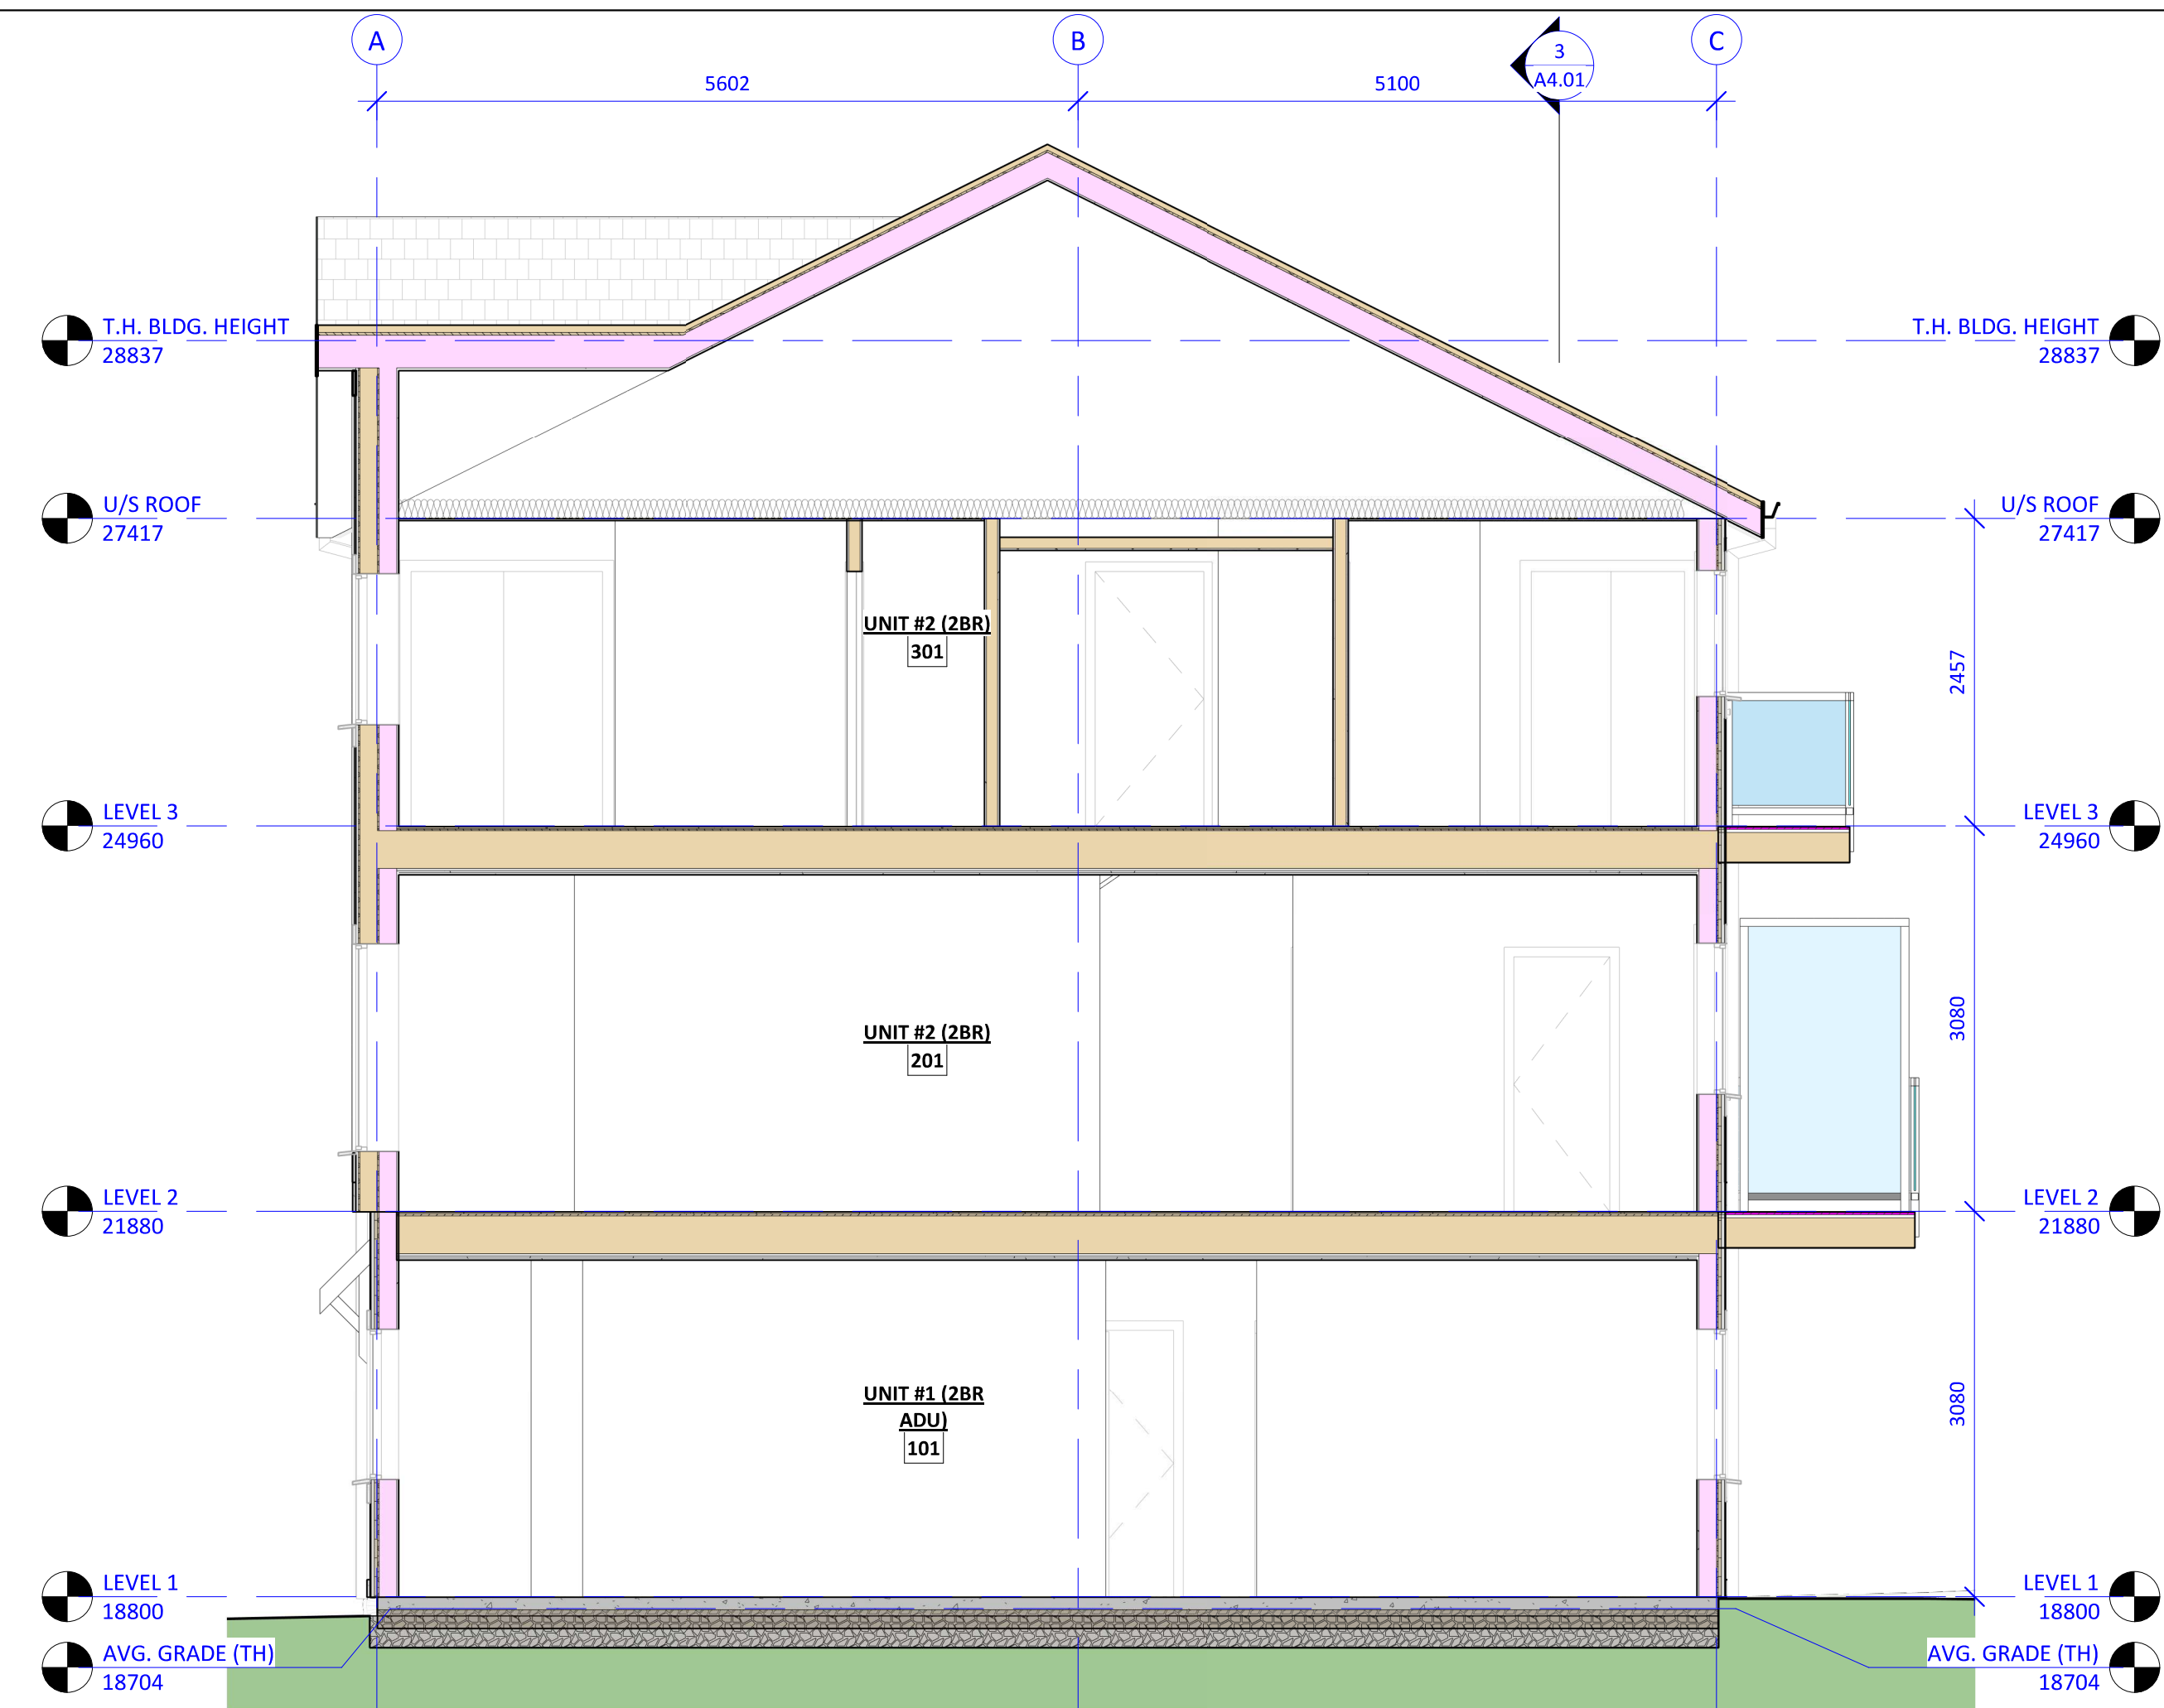 A
B
C
3
A4.01
5602
5100
T.H. BLDG. HEIGHT
28837
T.H. BLDG. HEIGHT
28837
U/S ROOF
27417
U/S ROOF
27417
UNIT #2 (2BR)
301
2457
LEVEL 3
24960
LEVEL 3
24960
UNIT #2 (2BR)
201
3080
LEVEL 2
21880
LEVEL 2
21880
UNIT #1 (2BR
ADU)
101
3080
LEVEL 1
18800
LEVEL 1
18800
AVG. GRADE (TH)
18704
AVG. GRADE (TH)
18704